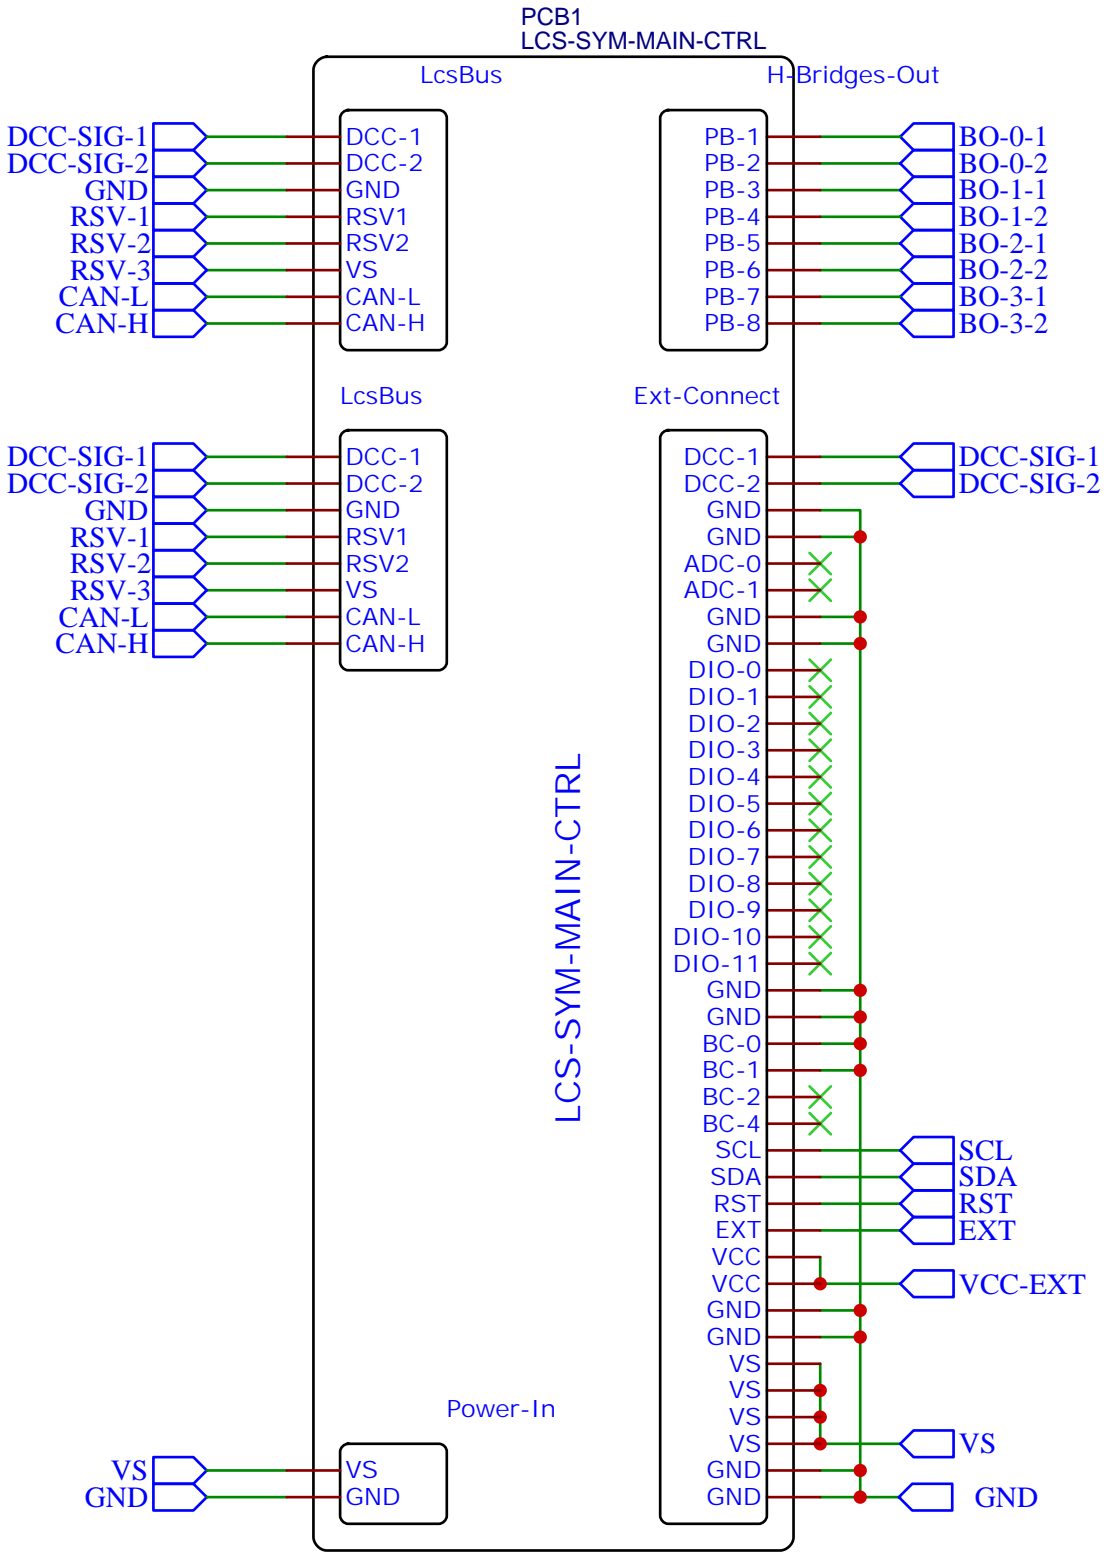 PCB1
LCS-SYM-MAIN-CTRL
LcsBus
H-Bridges-Out
DCC-SIG-1 DCC-1 PB-1 BO-0-1
DCC-SIG-2 DCC-2 PB-2 BO-0-2
GND GND PB-3 BO-1-1
RSV-1 RSV1 PB-4 BO-1-2
RSV-2 RSV2 PB-5 BO-2-1
RSV-3 VS PB-6 BO-2-2
CAN-L CAN-L PB-7 BO-3-1
CAN-H CAN-H PB-8 BO-3-2
LcsBus
Ext-Connect
DCC-SIG-1 DCC-1 DCC-1 DCC-SIG-1
DCC-SIG-2 DCC-2 DCC-2 DCC-SIG-2
GND GND GND
RSV-1 RSV1 GND
RSV-2 RSV2 ADC-0
RSV-3 VS ADC-1
CAN-L CAN-L GND
CAN-H CAN-H GND
DIO-0
DIO-1
DIO-2
DIO-3
DIO-4
DIO-5
DIO-6
DIO-7
DIO-8
DIO-9
DIO-10
DIO-11
LCS-SYM-MAIN-CTRL
GND
GND
BC-0
BC-1
BC-2
BC-4
SCL SCL
SDA SDA
RST RST
EXT EXT
VCC
VCC VCC-EXT
GND
GND
VS
VS
VS
VS VS
Power-In
VS VS GND
GND GND GND GND